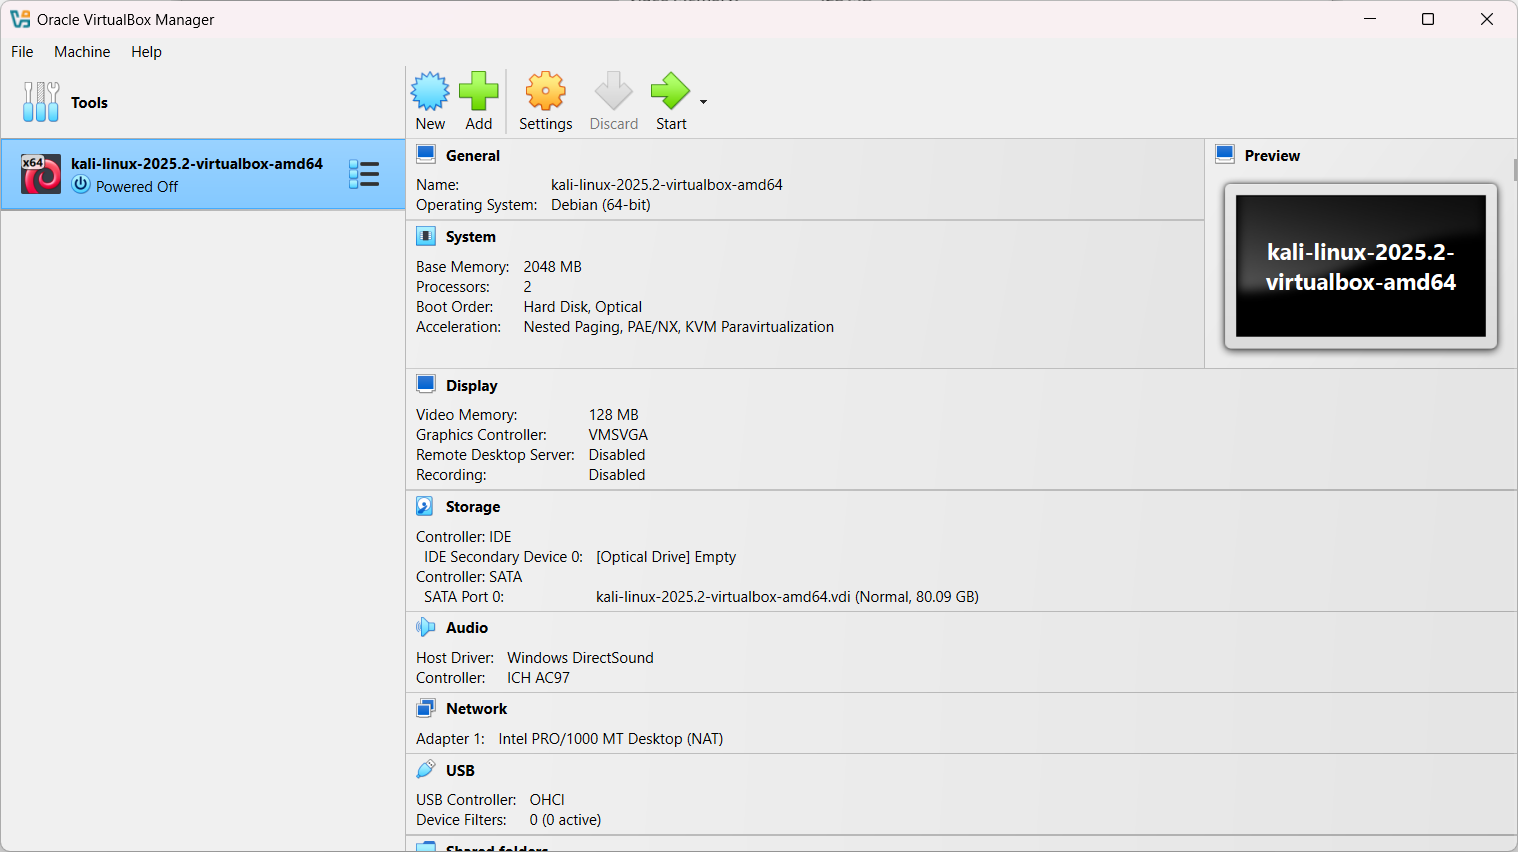 Oracle VirtualBox Manager
File Machine Help
Tools
New Add Settings Discard Start
x64
kali-linux-2025.2-virtualbox-amd64
Powered Off
General
Name: kali-linux-2025.2-virtualbox-amd64
Operating System: Debian (64-bit)
Preview
kali-linux-2025.2-
virtualbox-amd64
System
Base Memory: 2048 MB
Processors: 2
Boot Order: Hard Disk, Optical
Acceleration: Nested Paging, PAE/NX, KVM Paravirtualization
Display
Video Memory: 128 MB
Graphics Controller: VMSVGA
Remote Desktop Server: Disabled
Recording: Disabled
Storage
Controller: IDE
IDE Secondary Device 0: [Optical Drive] Empty
Controller: SATA
SATA Port 0: kali-linux-2025.2-virtualbox-amd64.vdi (Normal, 80.09 GB)
Audio
Host Driver: Windows DirectSound
Controller: ICH AC97
Network
Adapter 1: Intel PRO/1000 MT Desktop (NAT)
USB
USB Controller: OHCI
Device Filters: 0 (0 active)
Shared folders